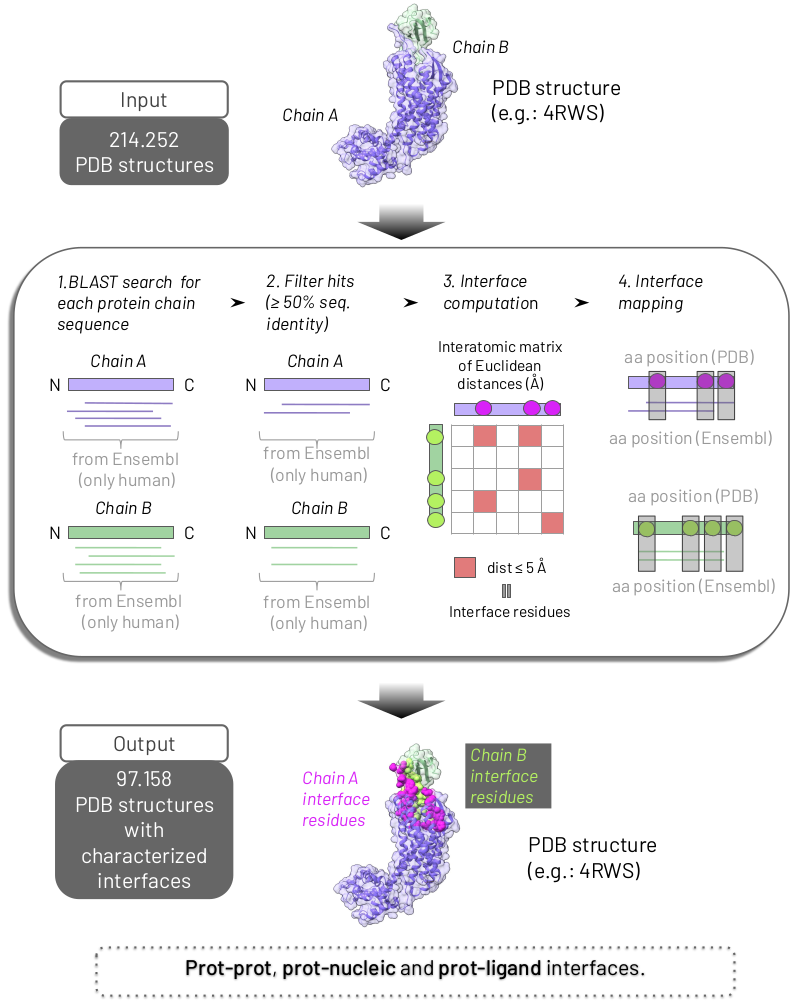 Chain B
Chain A
PDB structure
(e.g.: 4RWS)
Input
214.252
PDB structures
1.BLAST search for
each protein chain
sequence
2. Filter hits
(≥ 50% seq.
identity)
3. Interface
computation
4. Interface
mapping
Chain A
N
C
from Ensembl
(only human)
Chain B
N
C
from Ensembl
(only human)
Chain A
N
C
from Ensembl
(only human)
Chain B
N
C
from Ensembl
(only human)
Interatomic matrix
of Euclidean
distances (Å)
dist ≤ 5 Å
Interface residues
aa position (PDB)
aa position (Ensembl)
aa position (PDB)
aa position (Ensembl)
Output
97.158
PDB structures
with
characterized
interfaces
Chain A
interface
residues
Chain B
interface
residues
PDB structure
(e.g.: 4RWS)
Prot-prot, prot-nucleic and prot-ligand interfaces.